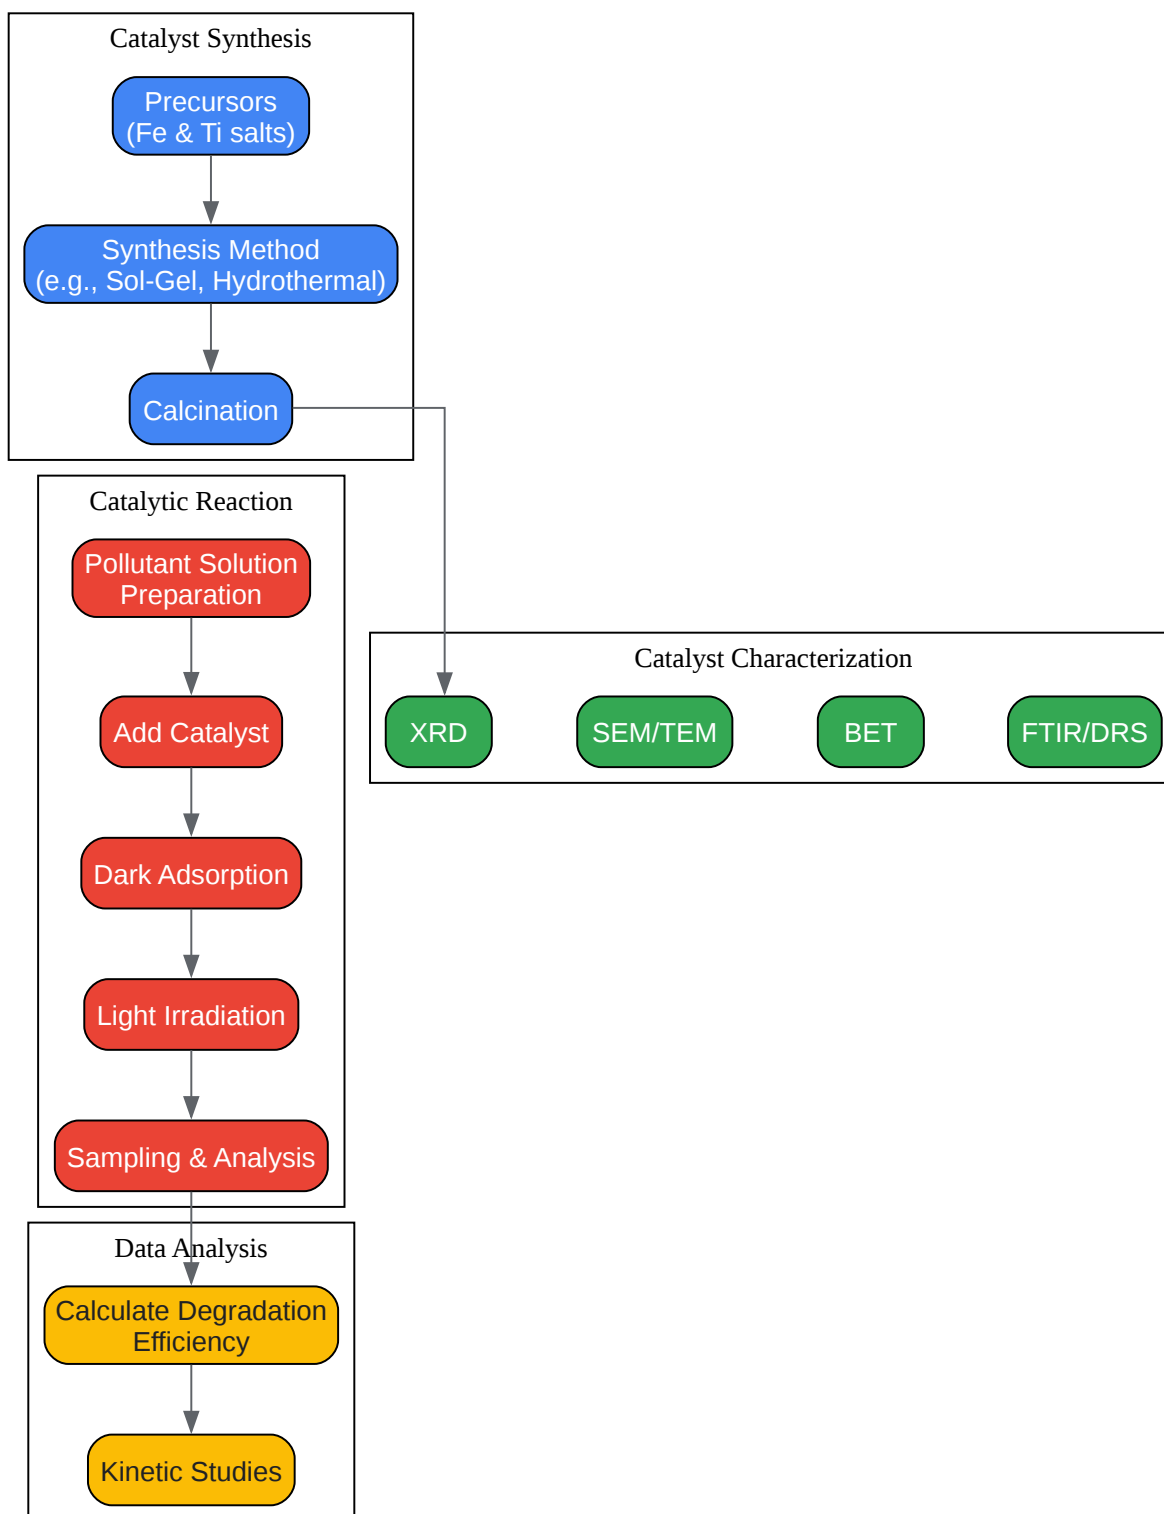 Catalyst Synthesis
Precursors
(Fe & Ti salts)
Synthesis Method
(e.g., Sol-Gel, Hydrothermal)
Calcination
Catalytic Reaction
Pollutant Solution
Preparation
Add Catalyst
Dark Adsorption
Light Irradiation
Sampling & Analysis
Catalyst Characterization
XRD
SEM/TEM
BET
FTIR/DRS
Data Analysis
Calculate Degradation
Efficiency
Kinetic Studies